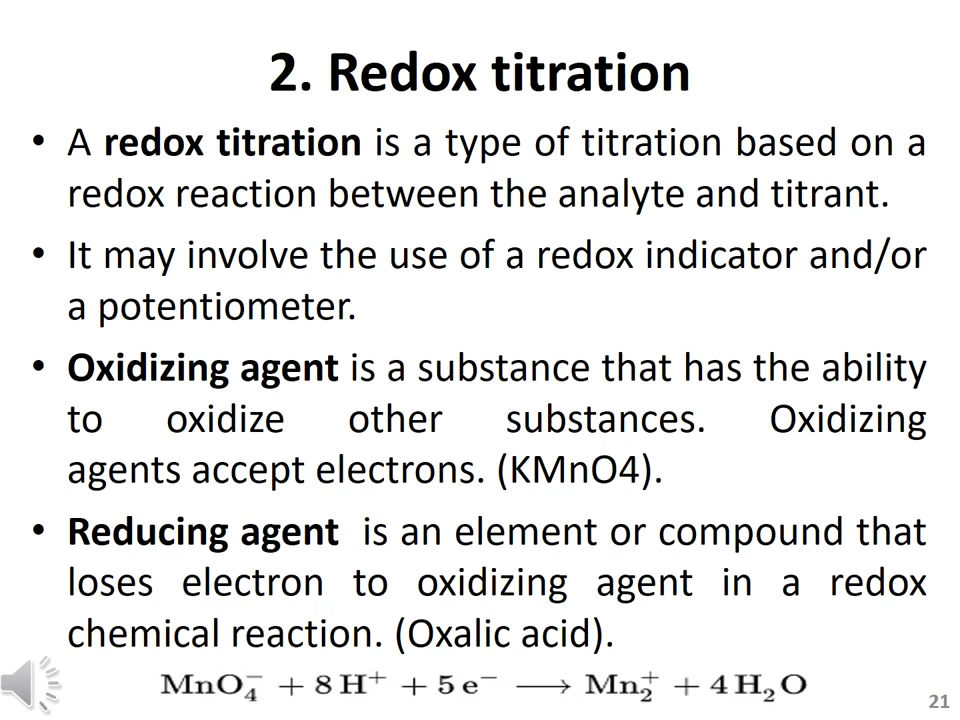 2. Redox titration
• A redox titration is a type of titration based on a
redox reaction between the analyte and titrant.
• It may involve the use of a redox indicator and/or
a potentiometer.
• Oxidizing agent is a substance that has the ability
to oxidize other substances. Oxidizing
agents accept electrons. (KMnO4).
• Reducing agent is an element or compound that
loses electron to oxidizing agent in a redox
chemical reaction. (Oxalic acid).
MnO₄⁻ + 8 H⁺ + 5 e⁻ ⟶ Mn₂⁺ + 4 H₂O
21